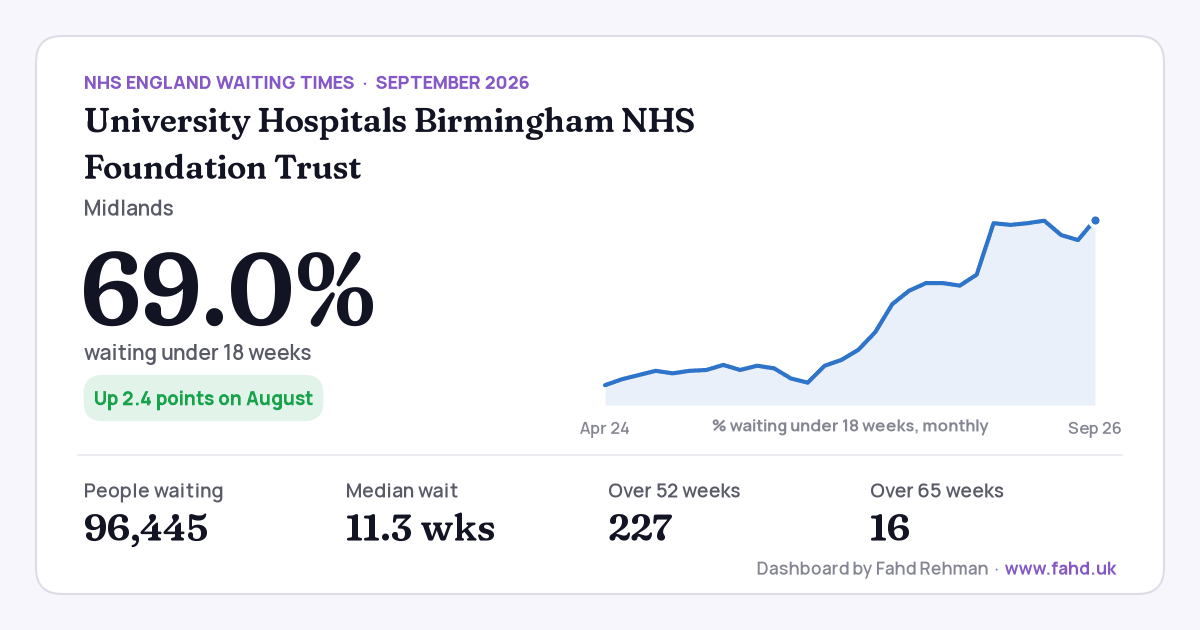 NHS ENGLAND WAITING TIMES · SEPTEMBER 2026
University Hospitals Birmingham NHS
Foundation Trust
Midlands
69.0%
waiting under 18 weeks
Up 2.4 points on August
Apr 24
% waiting under 18 weeks, monthly
Sep 26
People waiting
96,445
Median wait
11.3 wks
Over 52 weeks
227
Over 65 weeks
16
Dashboard by Fahd Rehman · www.fahd.uk